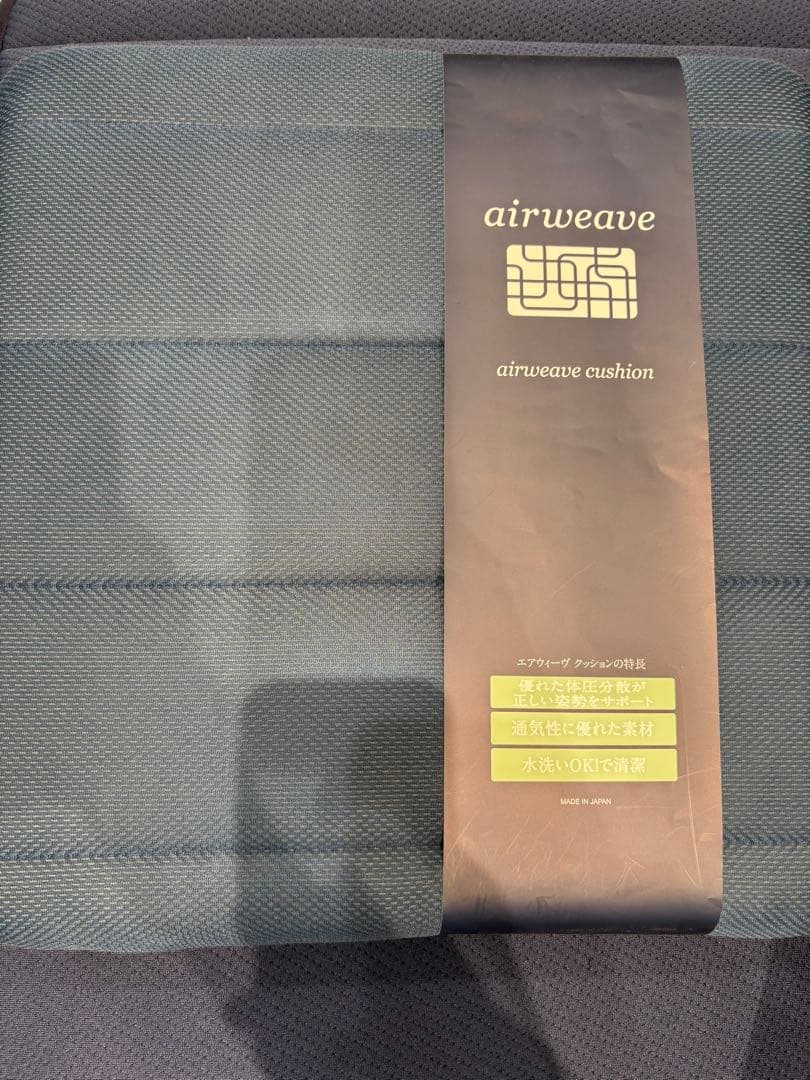 airweave
airweave cushion
エアウィーヴ クッションの特長
優れた体圧分散が
正しい姿勢をサポート
通気性に優れた素材
水洗いOK!で清潔
MADE IN JAPAN